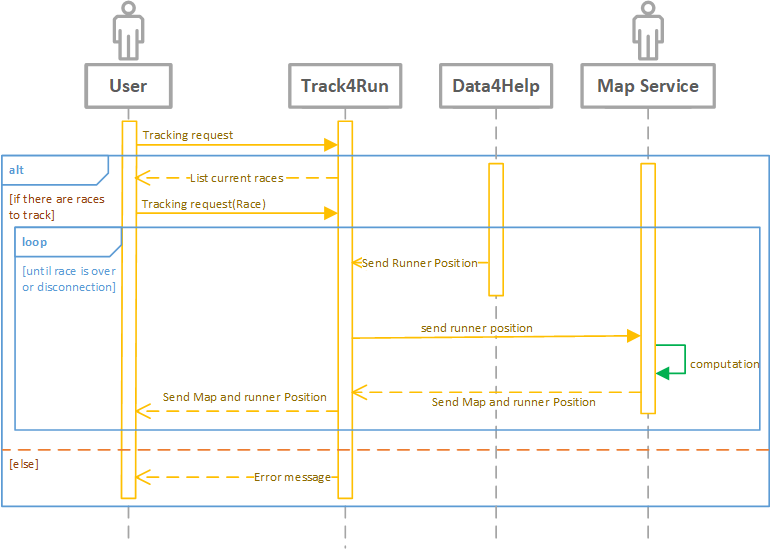 User
Track4Run
Data4Help
Map Service
Tracking request
alt
List current races
[if there are races
to track]
Tracking request(Race)
loop
[until race is over
or disconnection]
Send Runner Position
send runner position
computation
Send Map and runner Position
Send Map and runner Position
[else]
Error message